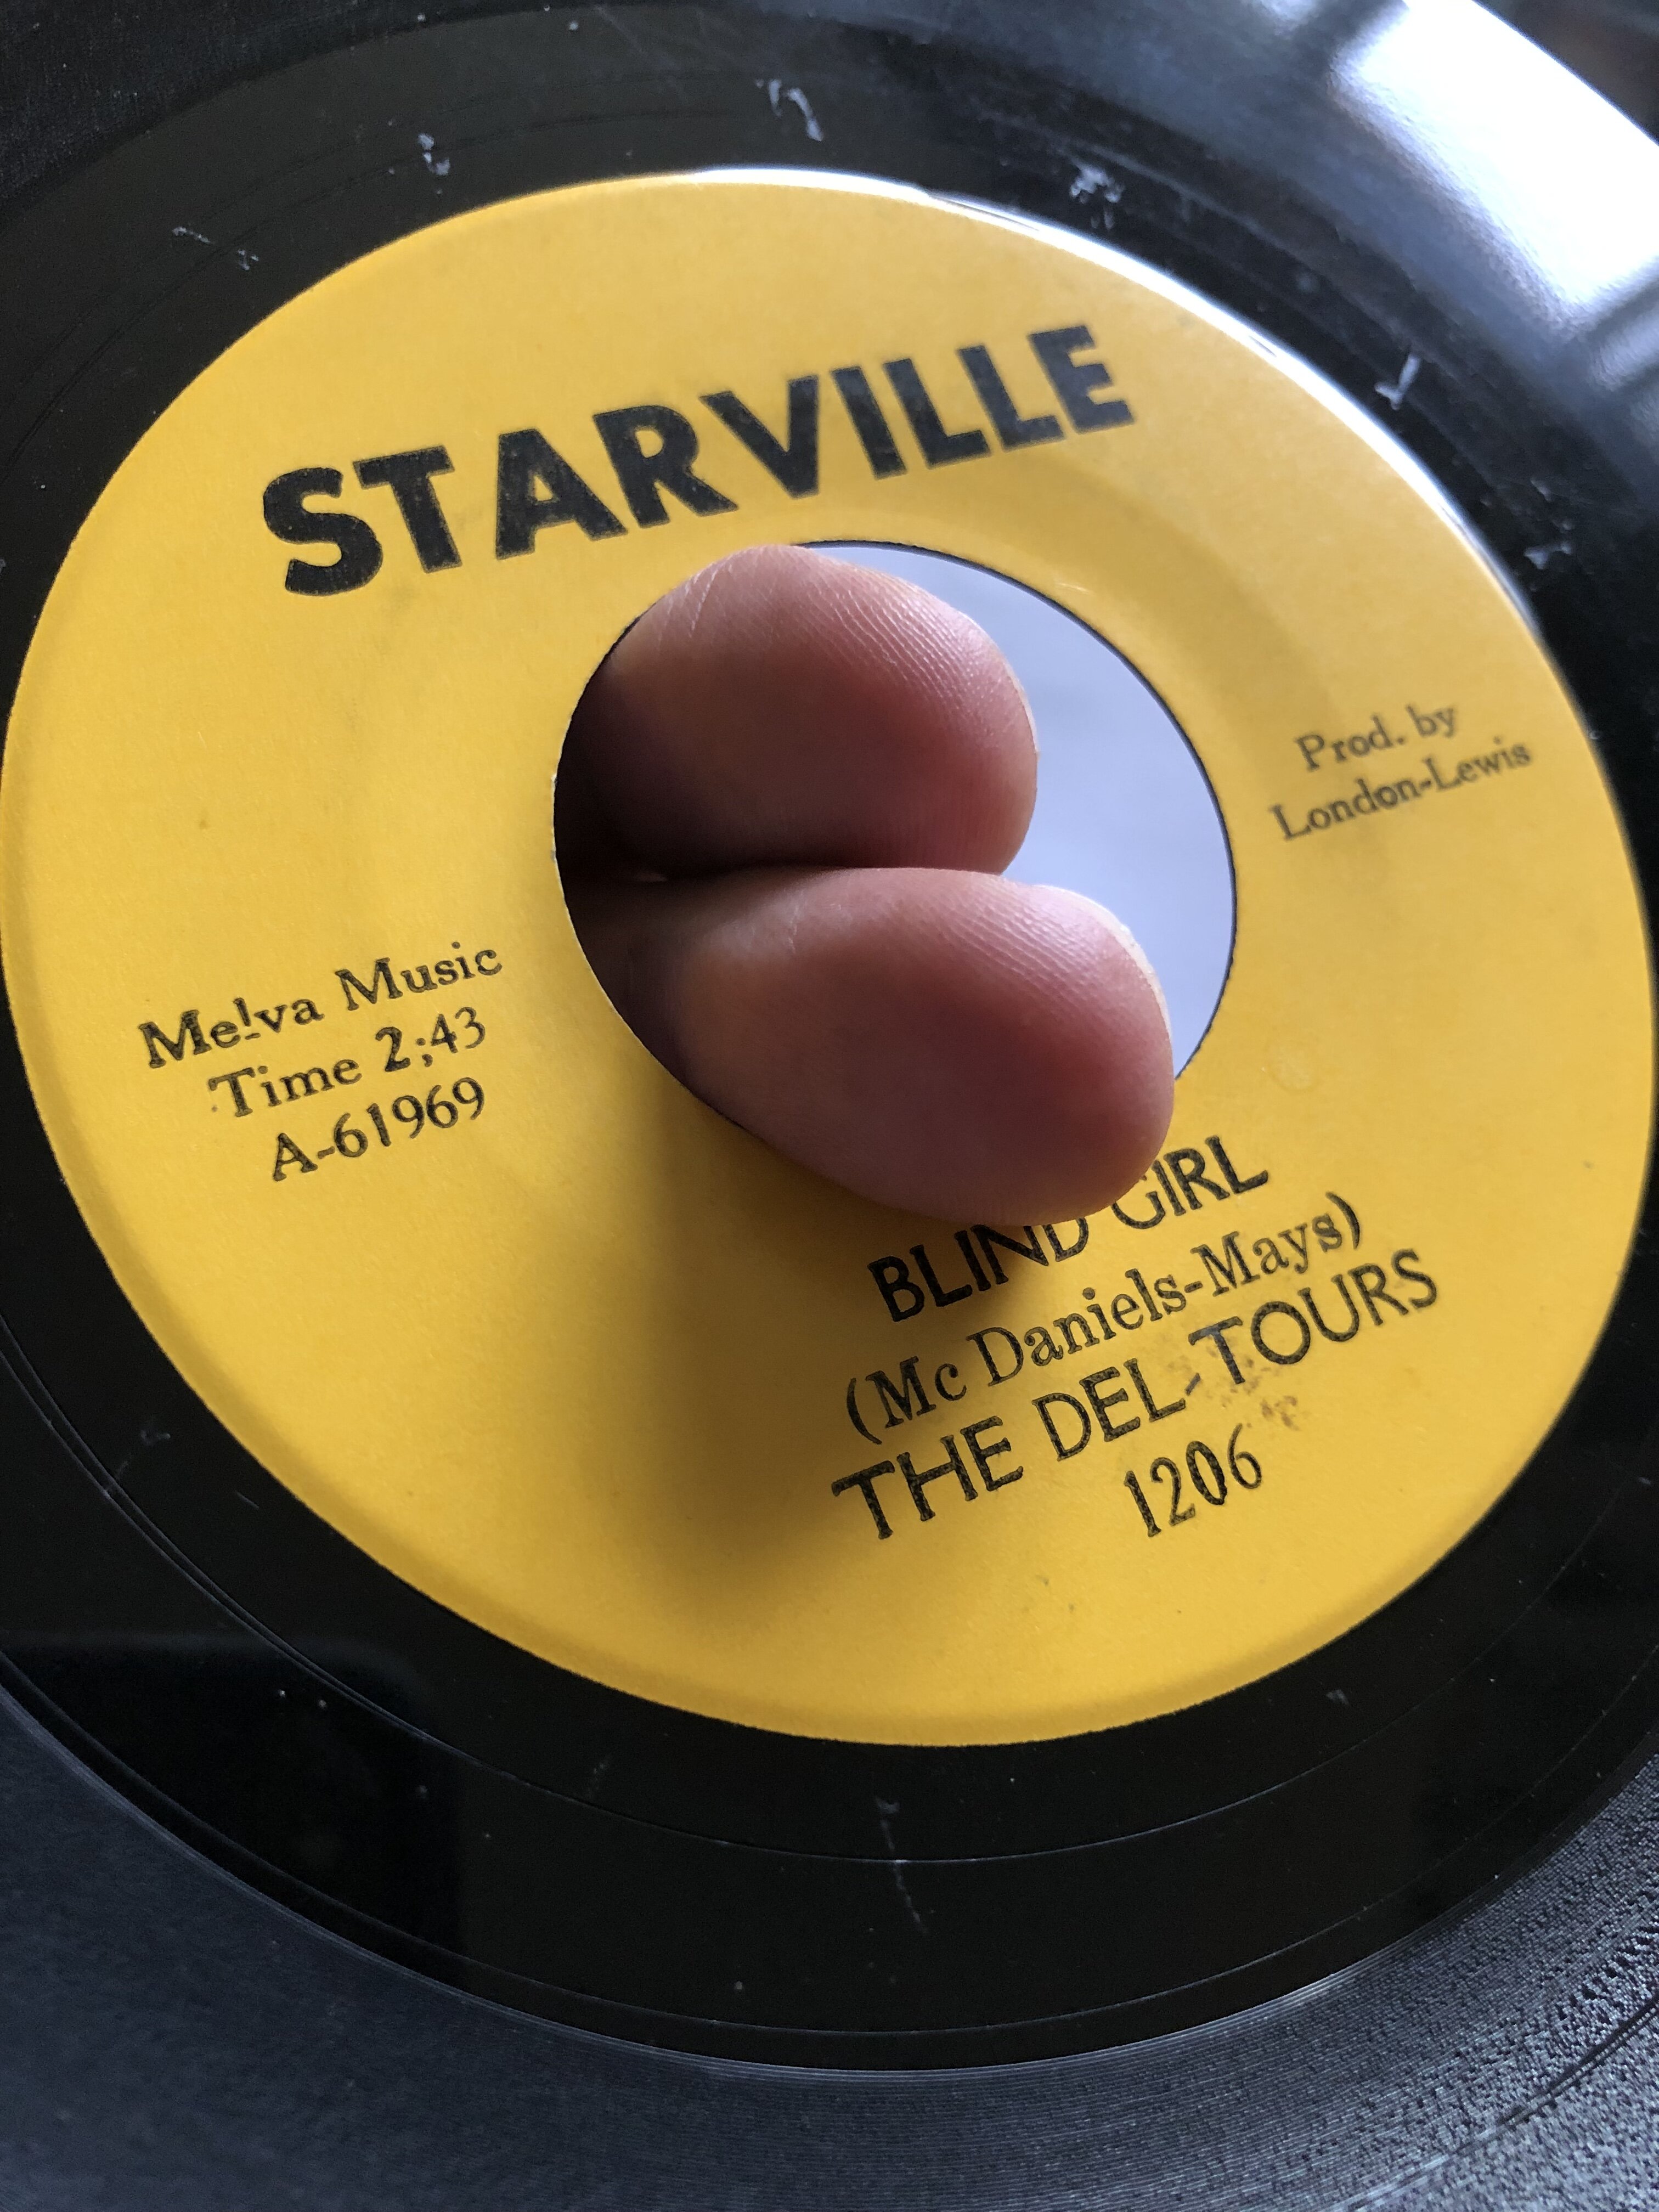 STARVILLE
Prod. by
London-Lewis
Me!va Music
Time 2;43
A-61969
BLIND GIRL
(Mc Daniels-Mays)
THE DEL-TOURS
1206